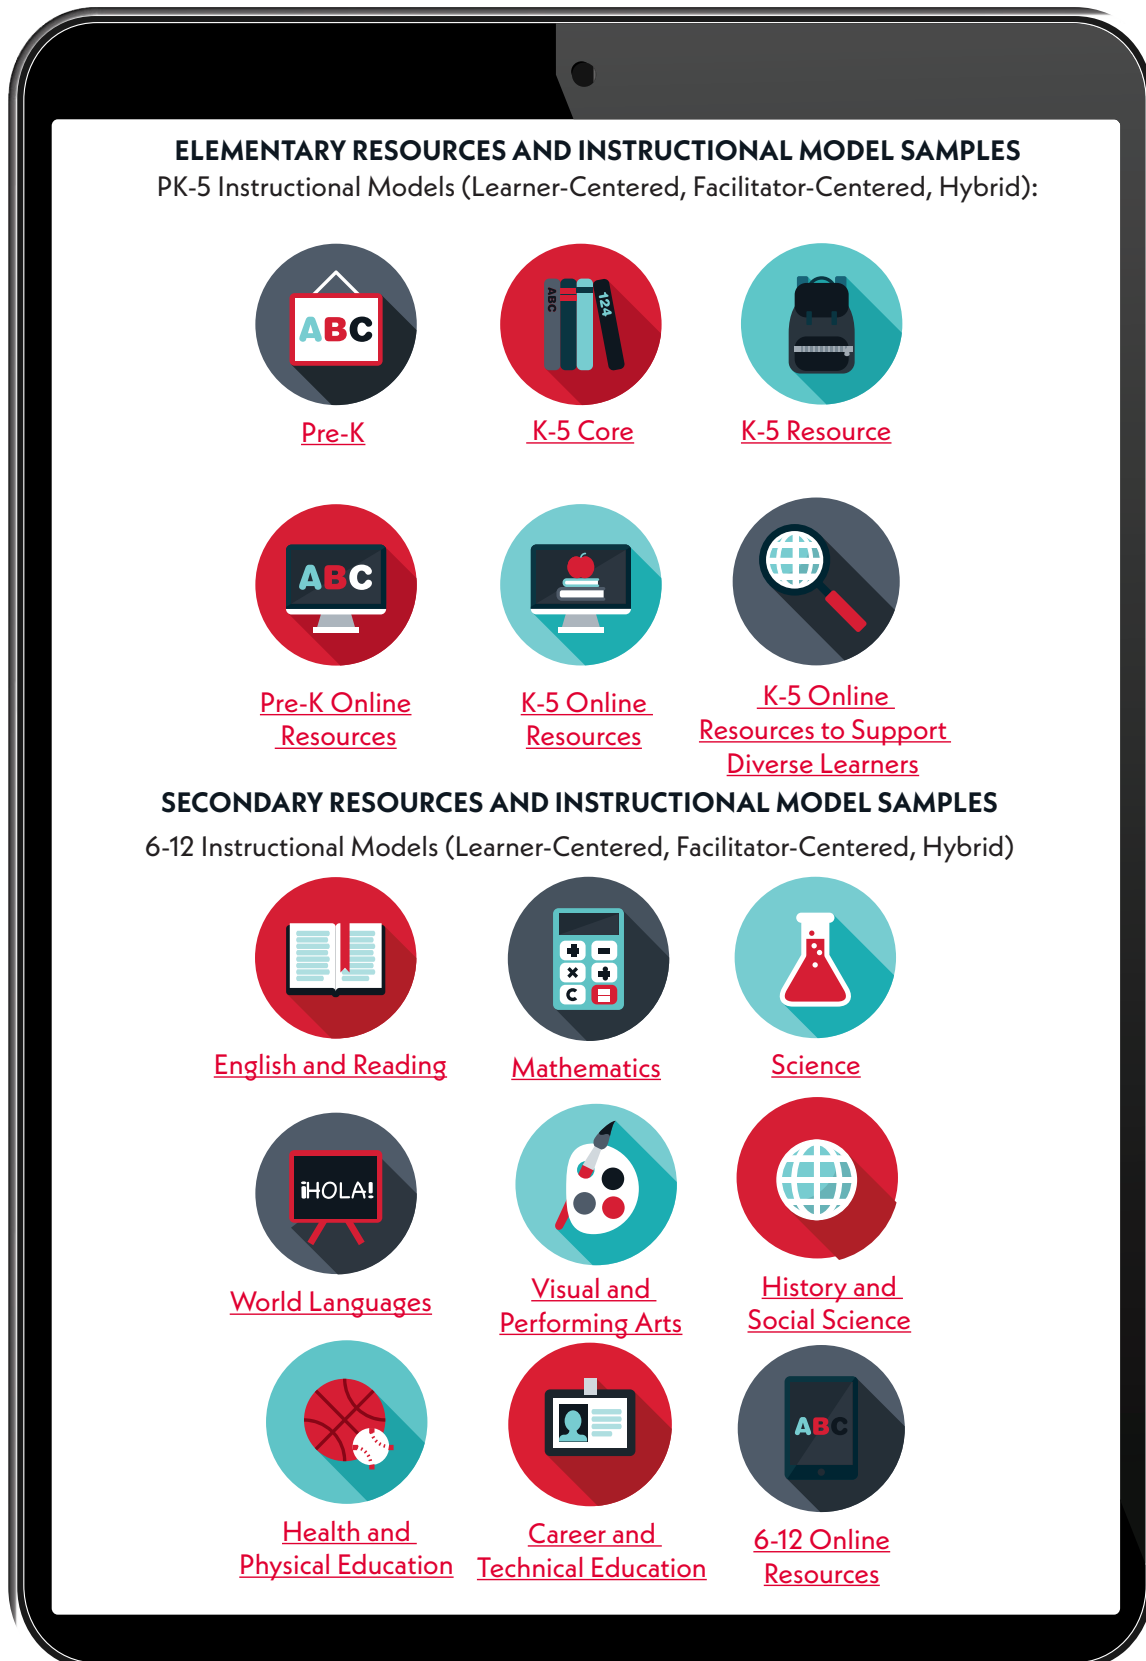 ELEMENTARY RESOURCES AND INSTRUCTIONAL MODEL SAMPLES
PK-5 Instructional Models (Learner-Centered, Facilitator-Centered, Hybrid):
ABC
ABC
124
Pre-K
K-5 Core
K-5 Resource
ABC
Pre-K Online
Resources
K-5 Online
Resources
K-5 Online
Resources to Support
Diverse Learners
SECONDARY RESOURCES AND INSTRUCTIONAL MODEL SAMPLES
6-12 Instructional Models (Learner-Centered, Facilitator-Centered, Hybrid)
+ -
× ÷
C =
English and Reading
Mathematics
Science
¡HOLA!
World Languages
Visual and
Performing Arts
History and
Social Science
ABC
Health and
Physical Education
Career and
Technical Education
6-12 Online
Resources